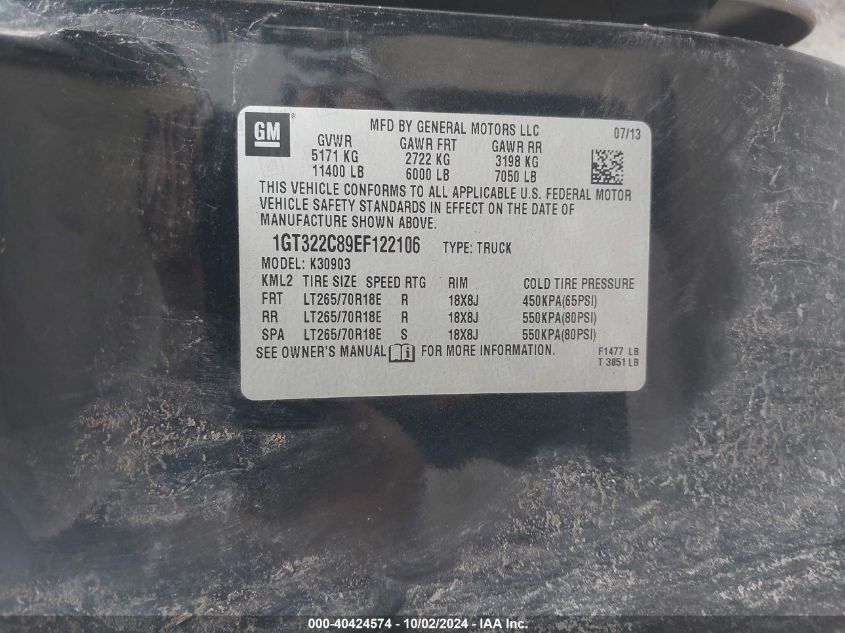 GM ®
MFD BY GENERAL MOTORS LLC 07/13
GVWR GAWR FRT GAWR RR
5171 KG 2722 KG 3198 KG
11400 LB 6000 LB 7050 LB
THIS VEHICLE CONFORMS TO ALL APPLICABLE U.S. FEDERAL MOTOR
VEHICLE SAFETY STANDARDS IN EFFECT ON THE DATE OF
MANUFACTURE SHOWN ABOVE.
1GT322C89EF122106 TYPE: TRUCK
MODEL: K30903
KML2 TIRE SIZE SPEED RTG RIM COLD TIRE PRESSURE
FRT LT265/70R18E R 18X8J 450KPA(65PSI)
RR LT265/70R18E R 18X8J 550KPA(80PSI)
SPA LT265/70R18E S 18X8J 550KPA(80PSI)
SEE OWNER'S MANUAL FOR MORE INFORMATION.
F1477 LB
T 3851 LB
000-40424574 - 10/02/2024 - IAA Inc.